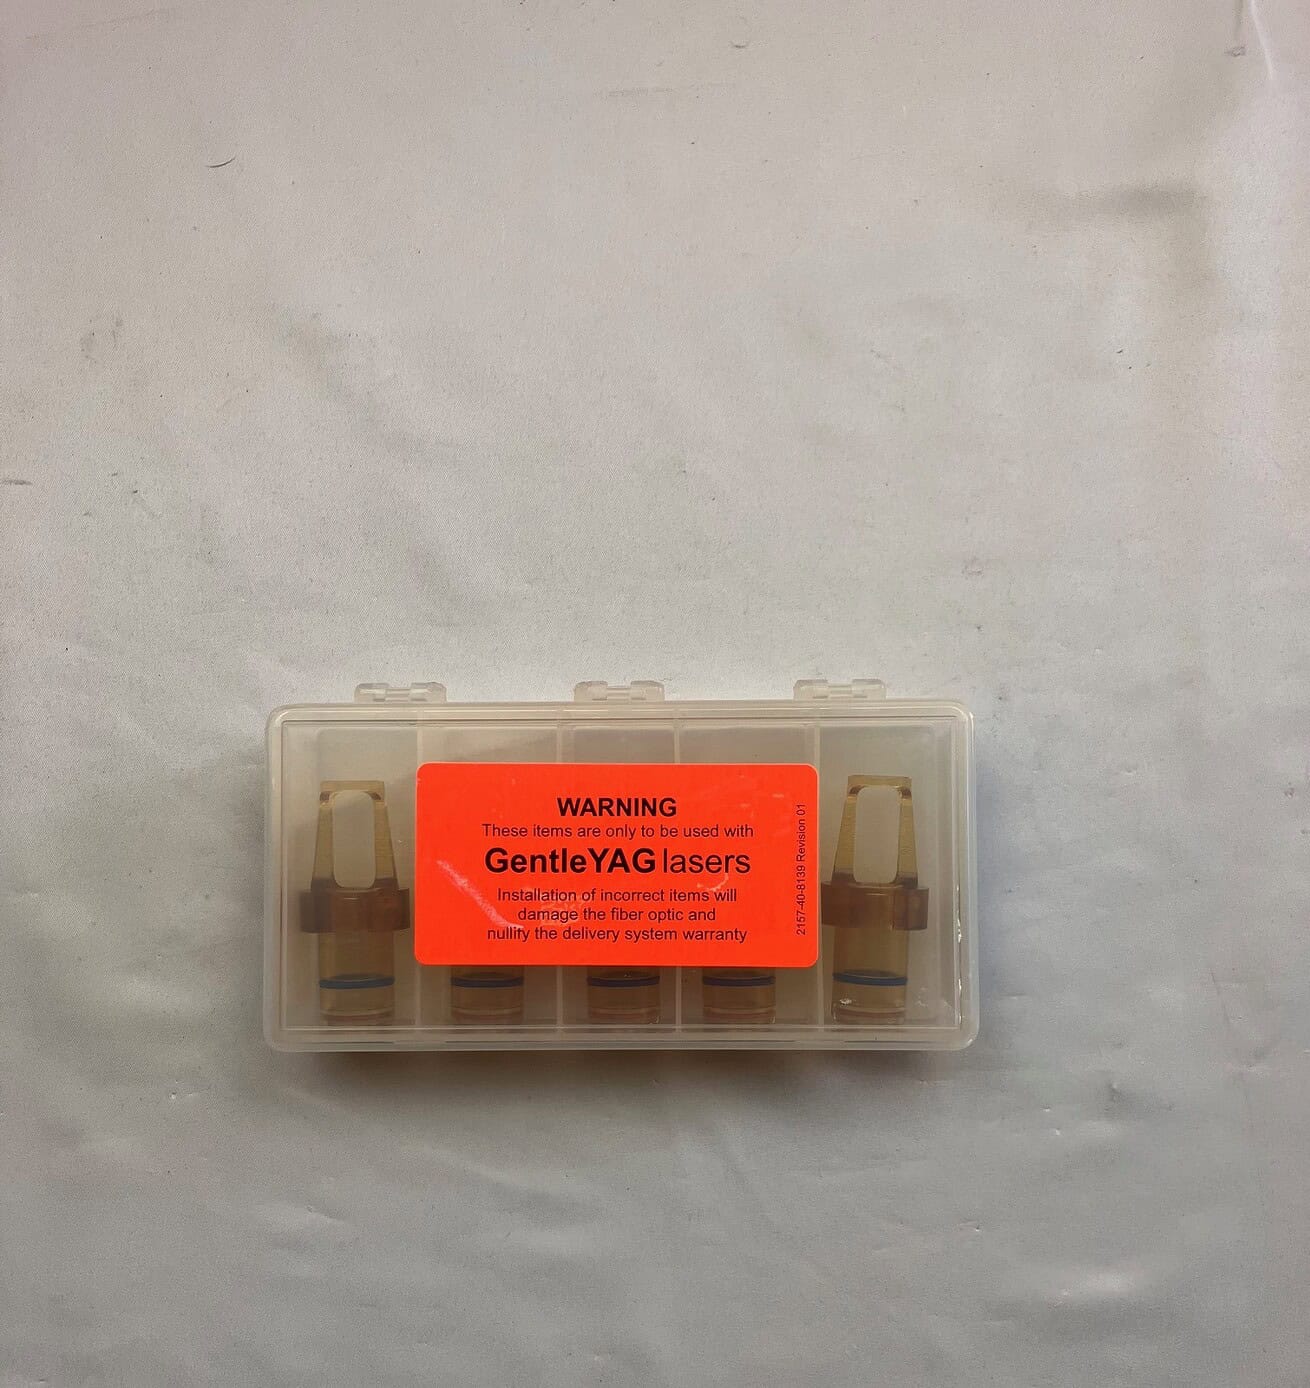 WARNING
These items are only to be used with
GentleYAG lasers
Installation of incorrect items will
damage the fiber optic and
nullify the delivery system warranty
2157-40-8139 Revision 01